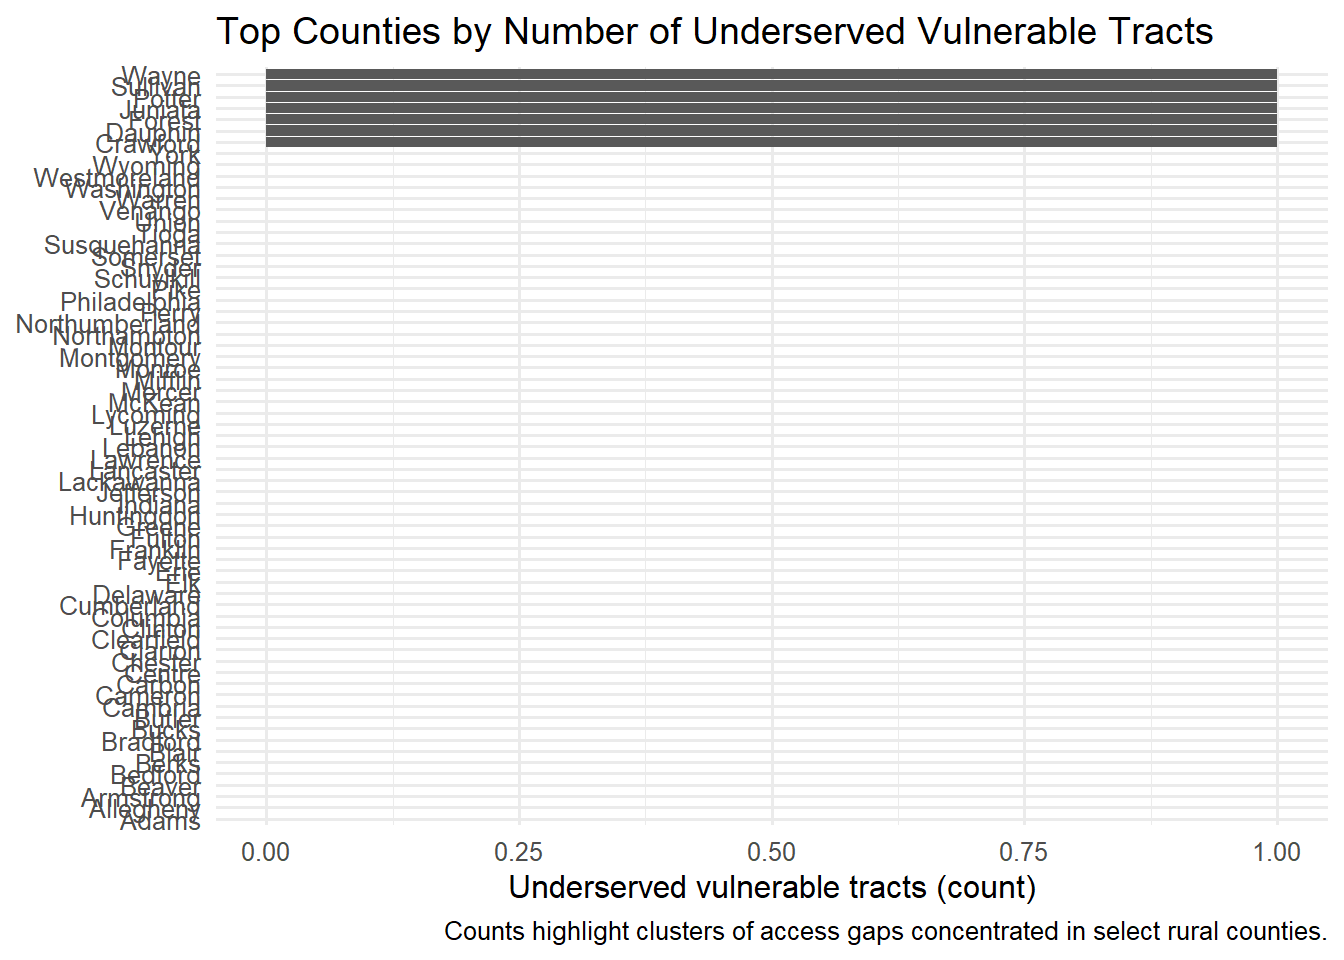 Top Counties by Number of Underserved Vulnerable Tracts
Wayne
Sullivan
Potter
Juniata
Forest
Dauphin
Crawford
York
Wyoming
Westmoreland
Washington
Warren
Venango
Union
Tioga
Susquehanna
Somerset
Snyder
Schuylkill
Pike
Philadelphia
Perry
Northumberland
Northampton
Montour
Montgomery
Monroe
Mifflin
Mercer
McKean
Lycoming
Luzerne
Lehigh
Lebanon
Lawrence
Lancaster
Lackawanna
Jefferson
Indiana
Huntingdon
Greene
Fulton
Franklin
Fayette
Erie
Elk
Delaware
Cumberland
Columbia
Clinton
Clearfield
Clarion
Chester
Centre
Carbon
Cameron
Cambria
Butler
Bucks
Bradford
Blair
Berks
Bedford
Beaver
Armstrong
Allegheny
Adams
0.00 0.25 0.50 0.75 1.00
Underserved vulnerable tracts (count)
Counts highlight clusters of access gaps concentrated in select rural counties.